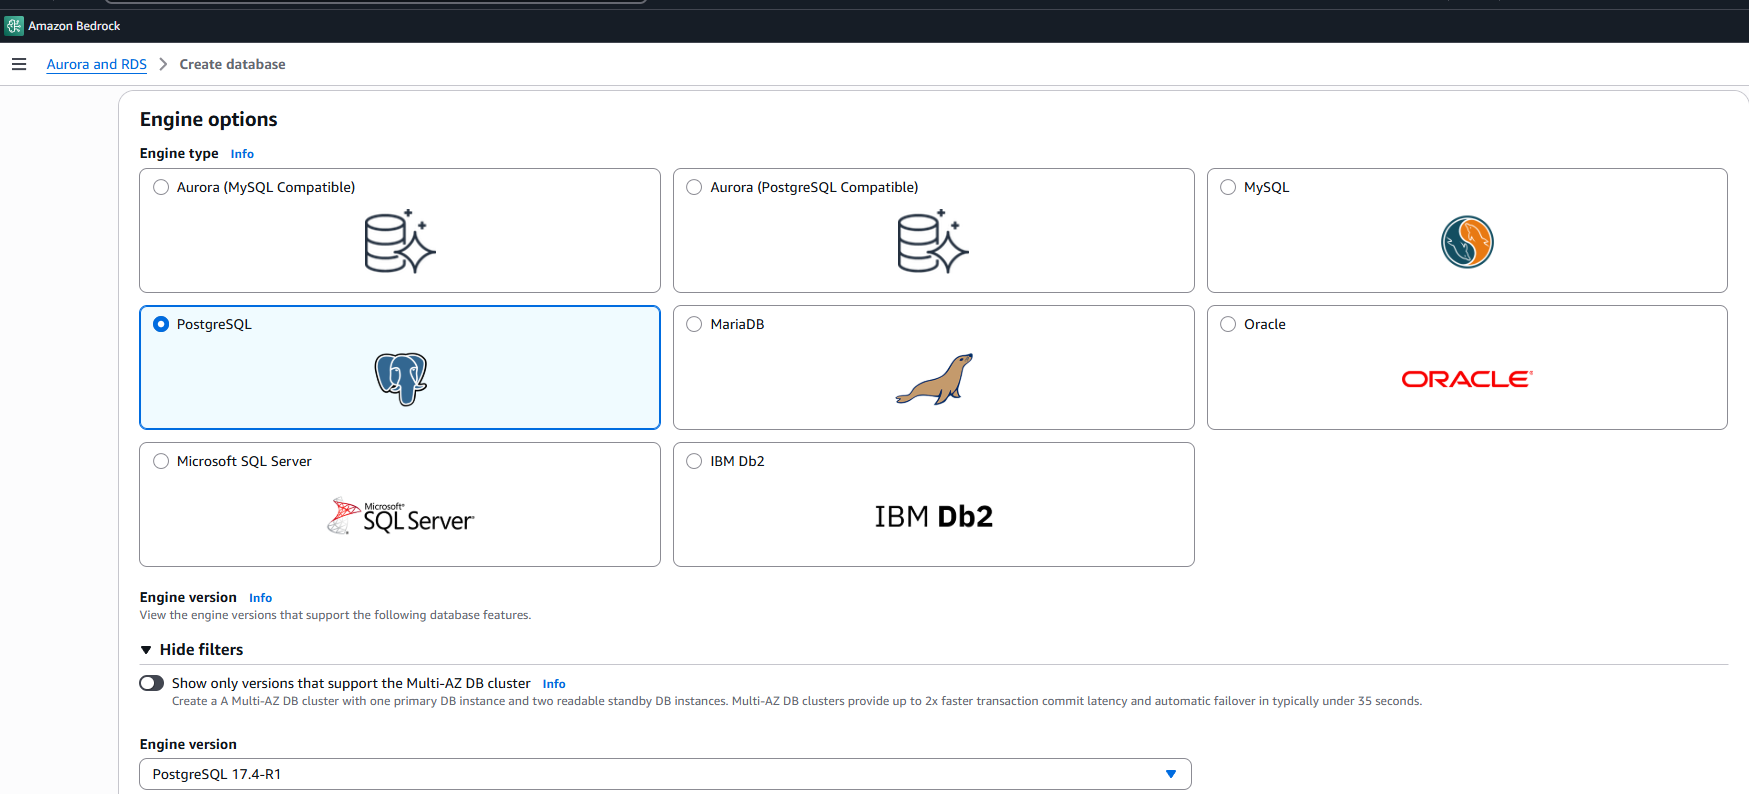 Amazon Bedrock
Aurora and RDS > Create database
Engine options
Engine type Info
Aurora (MySQL Compatible)
Aurora (PostgreSQL Compatible)
MySQL
PostgreSQL
MariaDB
Oracle
ORACLE
Microsoft SQL Server
Microsoft®
SQL Server®
IBM Db2
IBM Db2
Engine version Info
View the engine versions that support the following database features.
Hide filters
Show only versions that support the Multi-AZ DB cluster Info
Create a A Multi-AZ DB cluster with one primary DB instance and two readable standby DB instances. Multi-AZ DB clusters provide up to 2x faster transaction commit latency and automatic failover in typically under 35 seconds.
Engine version
PostgreSQL 17.4-R1